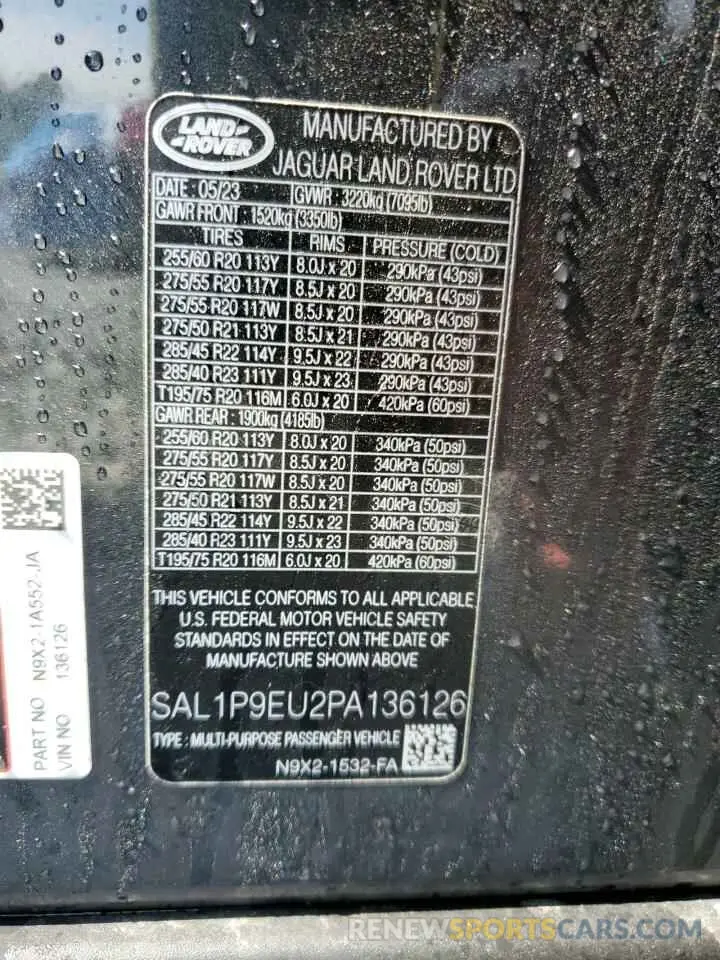 LAND ROVER
MANUFACTURED BY
JAGUAR LAND ROVER LTD
DATE : 05/23 GVWR : 3220kg (7095lb)
GAWR FRONT : 1520kg (3350lb)
TIRES RIMS PRESSURE (COLD)
255/60 R20 113Y 8.0J x 20 290kPa (43psi)
275/55 R20 117Y 8.5J x 20 290kPa (43psi)
275/55 R20 117W 8.5J x 20 290kPa (43psi)
275/50 R21 113Y 8.5J x 21 290kPa (43psi)
285/45 R22 114Y 9.5J x 22 290kPa (43psi)
285/40 R23 111Y 9.5J x 23 290kPa (43psi)
T195/75 R20 116M 6.0J x 20 420kPa (60psi)
GAWR REAR : 1900kg (4185lb)
255/60 R20 113Y 8.0J x 20 340kPa (50psi)
275/55 R20 117Y 8.5J x 20 340kPa (50psi)
275/55 R20 117W 8.5J x 20 340kPa (50psi)
275/50 R21 113Y 8.5J x 21 340kPa (50psi)
285/45 R22 114Y 9.5J x 22 340kPa (50psi)
285/40 R23 111Y 9.5J x 23 340kPa (50psi)
T195/75 R20 116M 6.0J x 20 420kPa (60psi)
THIS VEHICLE CONFORMS TO ALL APPLICABLE
U.S. FEDERAL MOTOR VEHICLE SAFETY
STANDARDS IN EFFECT ON THE DATE OF
MANUFACTURE SHOWN ABOVE
SAL1P9EU2PA136126
TYPE : MULTI-PURPOSE PASSENGER VEHICLE
N9X2-1532-FA
PART NO N9X2-1A552-JA
VIN NO 136126
RENEWSPORTSCARS.COM